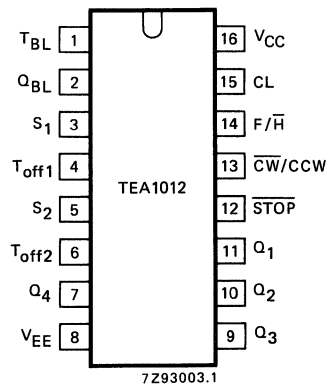 T_BL 1 16 V_CC
Q_BL 2 15 CL
S_1 3 14 F/H̅
T_off1 4 13 C̅W̅/CCW
TEA1012
S_2 5 12 S̅T̅O̅P̅
T_off2 6 11 Q_1
Q_4 7 10 Q_2
V_EE 8 9 Q_3
7Z93003.1